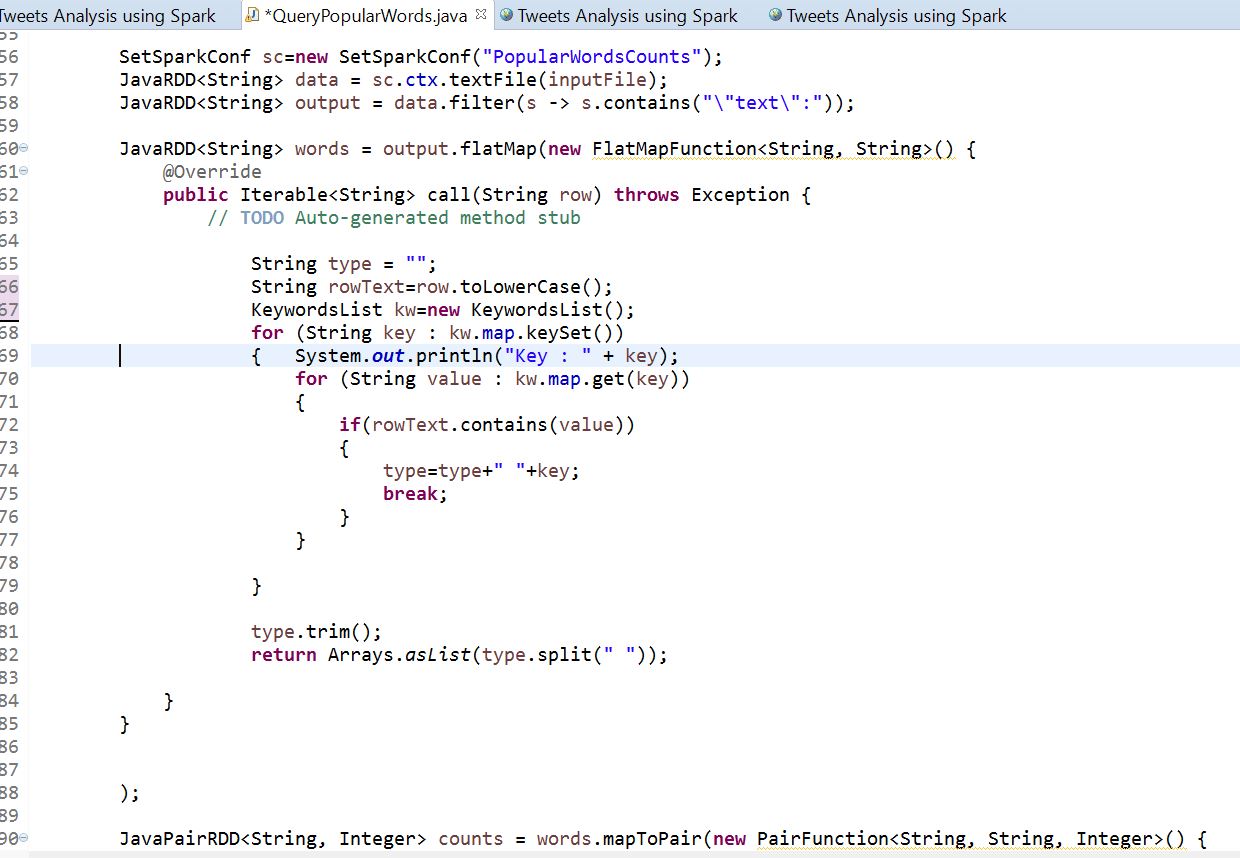 Tweets Analysis using Spark *QueryPopularWords.java Tweets Analysis using Spark Tweets Analysis using Spark
55
56 SetSparkConf sc=new SetSparkConf("PopularWordsCounts");
57 JavaRDD<String> data = sc.ctx.textFile(inputFile);
58 JavaRDD<String> output = data.filter(s -> s.contains("\"text\":"));
59
60 JavaRDD<String> words = output.flatMap(new FlatMapFunction<String, String>() {
61 @Override
62 public Iterable<String> call(String row) throws Exception {
63 // TODO Auto-generated method stub
64
65 String type = "";
66 String rowText=row.toLowerCase();
67 KeywordsList kw=new KeywordsList();
68 for (String key : kw.map.keySet())
69 { System.out.println("Key : " + key);
70 for (String value : kw.map.get(key))
71 {
72 if(rowText.contains(value))
73 {
74 type=type+" "+key;
75 break;
76 }
77 }
78
79 }
80
81 type.trim();
82 return Arrays.asList(type.split(" "));
83
84 }
85 }
86
87
88 );
89
90 JavaPairRDD<String, Integer> counts = words.mapToPair(new PairFunction<String, String, Integer>() {